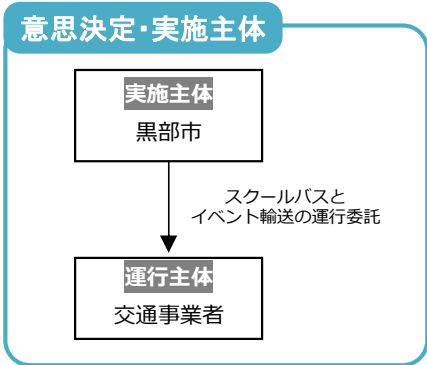 意思決定・実施主体
実施主体
黒部市
スクールバスと
イベント輸送の運行委託
運行主体
交通事業者